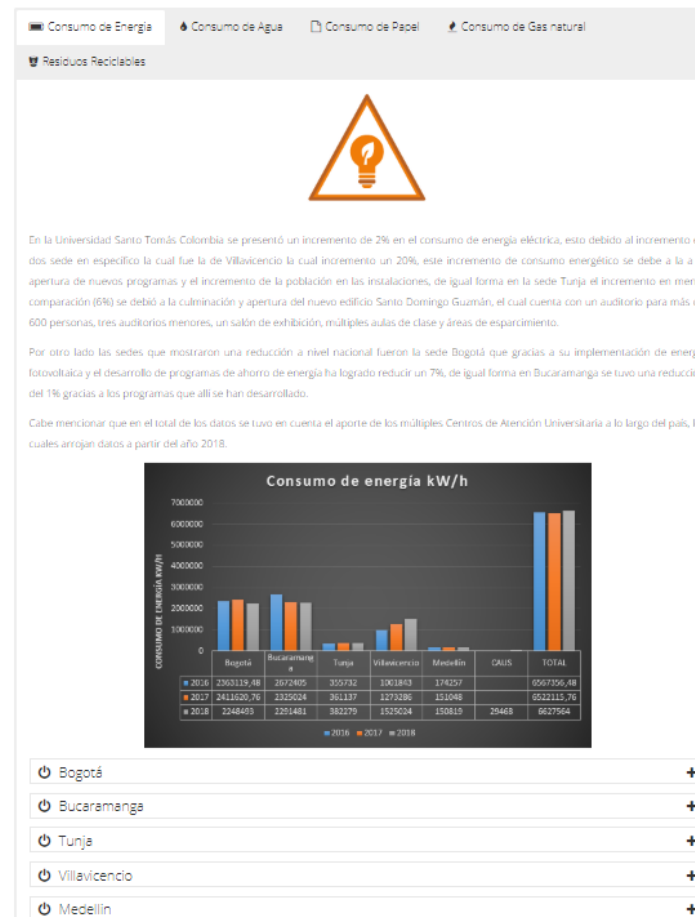 Consumo de Energía
Consumo de Agua
Consumo de Papel
Consumo de Gas natural
Residuos Reciclables
En la Universidad Santo Tomás Colombia se presentó un incremento de 2% en el consumo de energía eléctrica, esto debido al incremento
dos sede en especifico la cual fue la de Villavicencio la cual incremento un 20%, este incremento de consumo energético se debe a la a
apertura de nuevos programas y el incremento de la población en las instalaciones, de igual forma en la sede Tunja el incremento en men
comparación (6%) se debió a la culminación y apertura del nuevo edificio Santo Domingo Guzmán, el cual cuenta con un auditorio para más
600 personas, tres auditorios menores, un salón de exhibición, múltiples aulas de clase y áreas de esparcimiento.
Por otro lado las sedes que mostraron una reducción a nivel nacional fueron la sede Bogotá que gracias a su implementación de energ
fotovoltaica y el desarrollo de programas de ahorro de energía ha logrado reducir un 7%, de igual forma en Bucaramanga se tuvo una reducci
del 1% gracias a los programas que allí se han desarrollado.
Cabe mencionar que en el total de los datos se tuvo en cuenta el aporte de los múltiples Centros de Atención Universitaria a lo largo del país,
cuales arrojan datos a partir del año 2018.
Consumo de energía kW/h
CONSUMO DE ENERGÍA KW/H
7000000
6000000
5000000
4000000
3000000
2000000
1000000
0
Bogotá Bucaramanga Tunja Villavicencio Medellín CAUS TOTAL
2016 2363119,48 2672405 355732 1001843 174257 6567356,48
2017 2411620,76 2325024 361137 1273286 151048 6522115,76
2018 2248493 2291481 382279 1525024 150819 29468 6627564
2016 2017 2018
Bogotá
Bucaramanga
Tunja
Villavicencio
Medellín